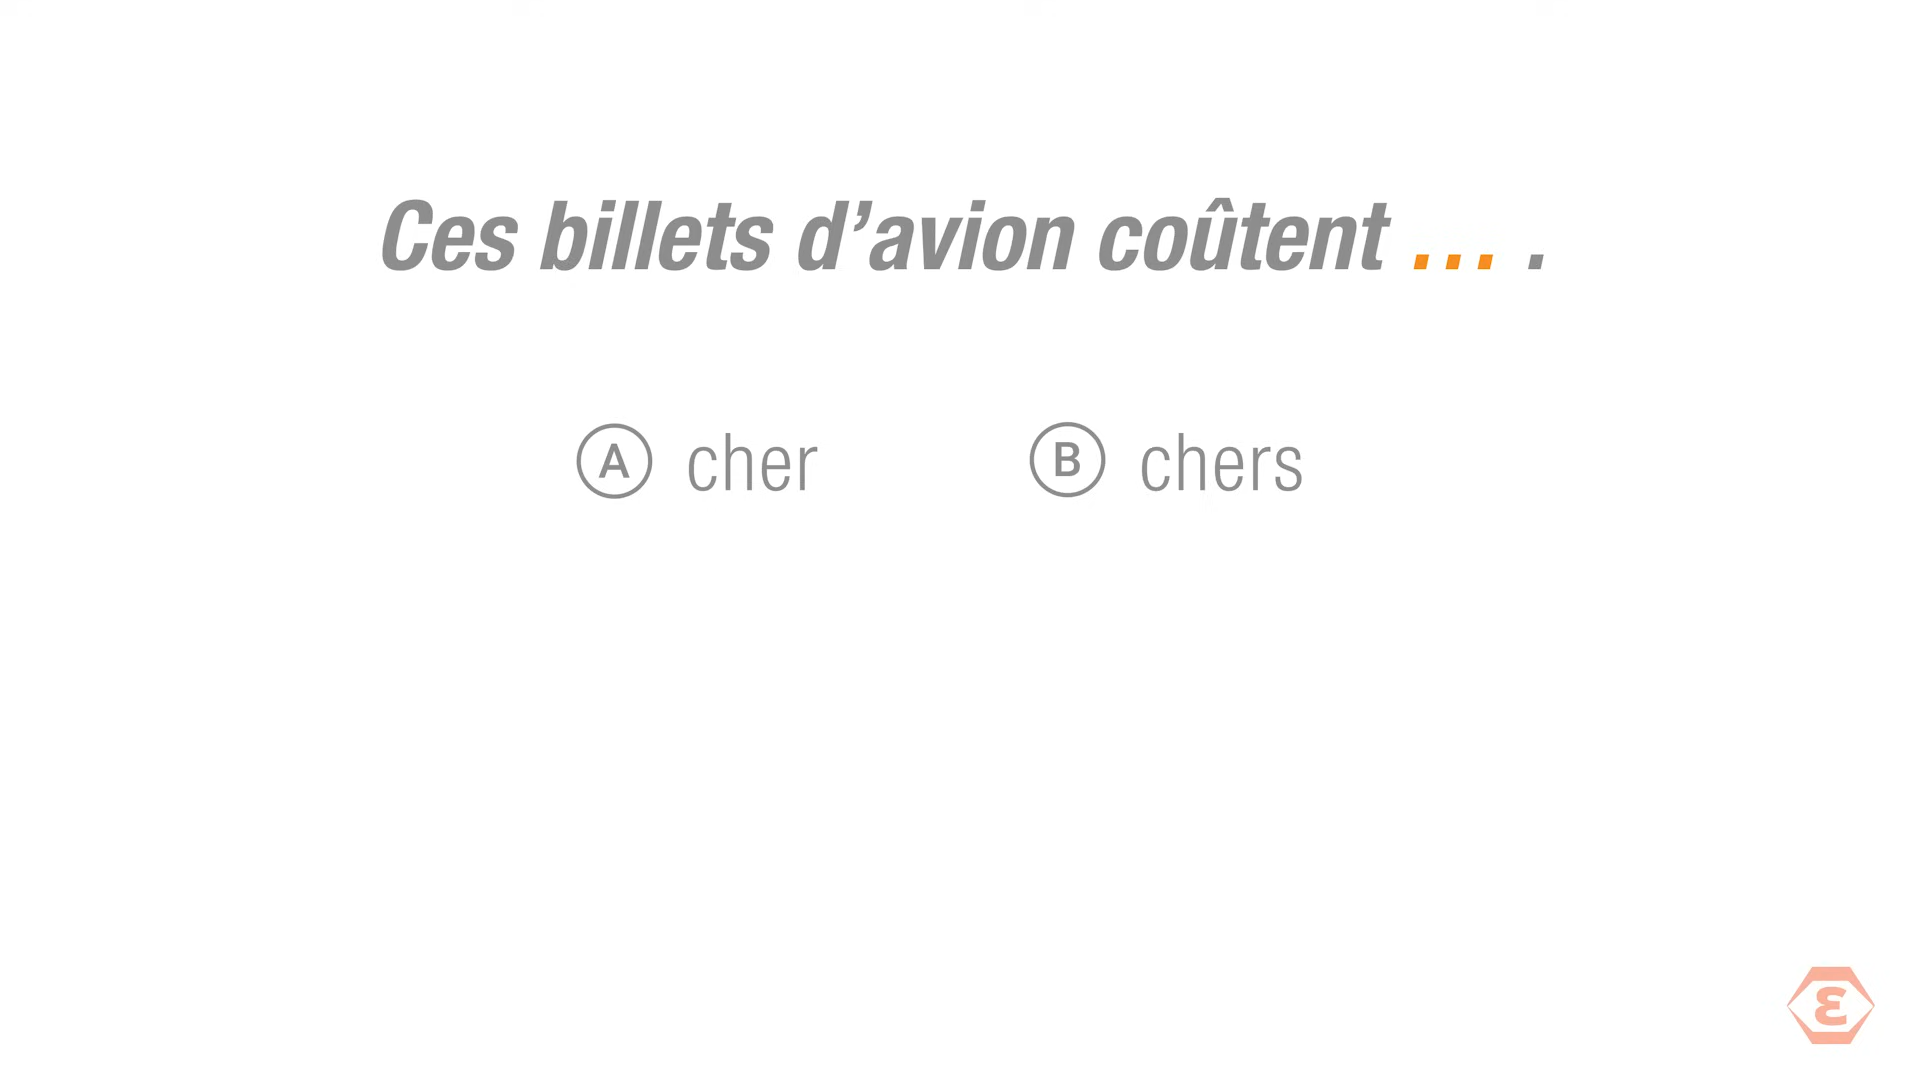 Ces billets d’avion coûtent ... .
A cher B chers
ε